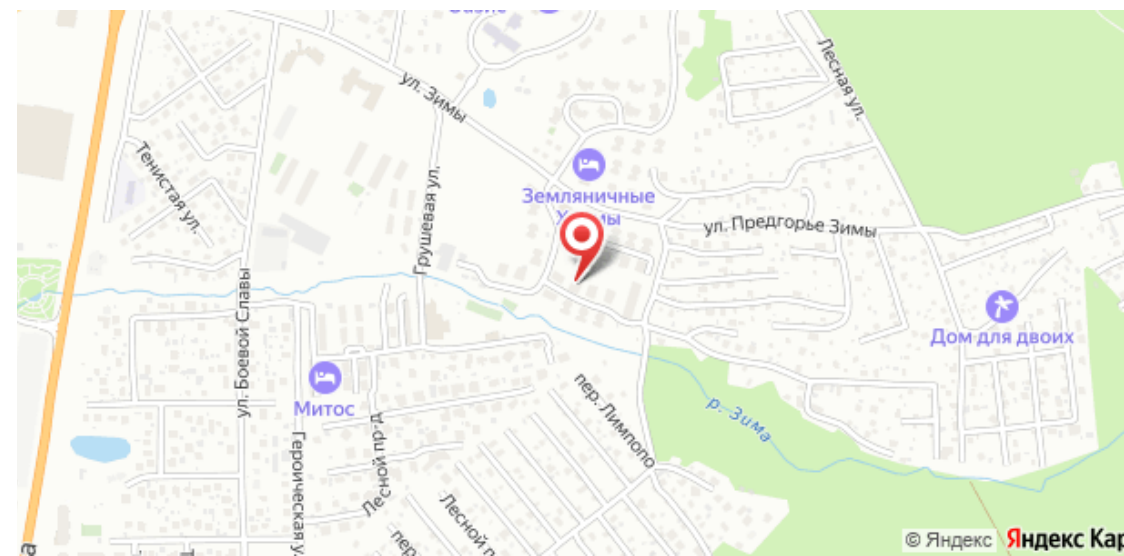 Лесная ул.
ул. Зимы
Тенистая ул.
Грушевая ул.
Земляничные
ул. Предгорье Зимы
ул. Боевой Славы
Дом для двоих
Митос
р. Зима
пер. Лимпопо
Лесной пр-д
Героическая у
Лесной п
пер.
© Яндекс Яндекс Кар